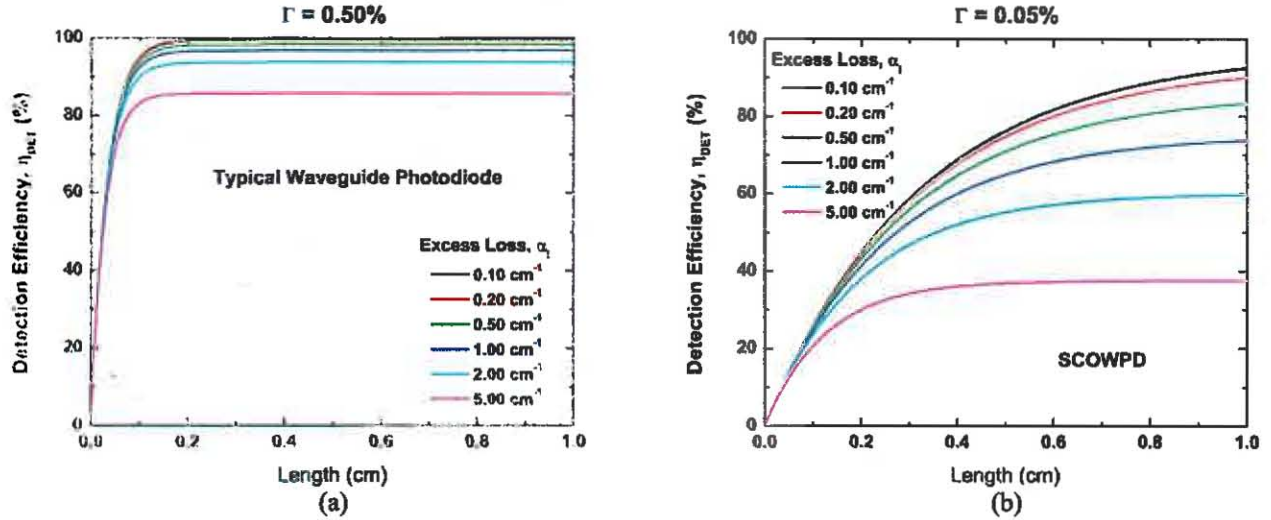 Γ = 0.50%
100
80
60
40
20
0
Detection Efficiency, η_DET (%)
Typical Waveguide Photodiode
Excess Loss, α_i
0.10 cm⁻¹
0.20 cm⁻¹
0.50 cm⁻¹
1.00 cm⁻¹
2.00 cm⁻¹
5.00 cm⁻¹
0.0 0.2 0.4 0.6 0.8 1.0
Length (cm)
(a)
Γ = 0.05%
100
80
60
40
20
0
Detection Efficiency, η_DET (%)
Excess Loss, α_i
0.10 cm⁻¹
0.20 cm⁻¹
0.50 cm⁻¹
1.00 cm⁻¹
2.00 cm⁻¹
5.00 cm⁻¹
SCOWPD
0.0 0.2 0.4 0.6 0.8 1.0
Length (cm)
(b)